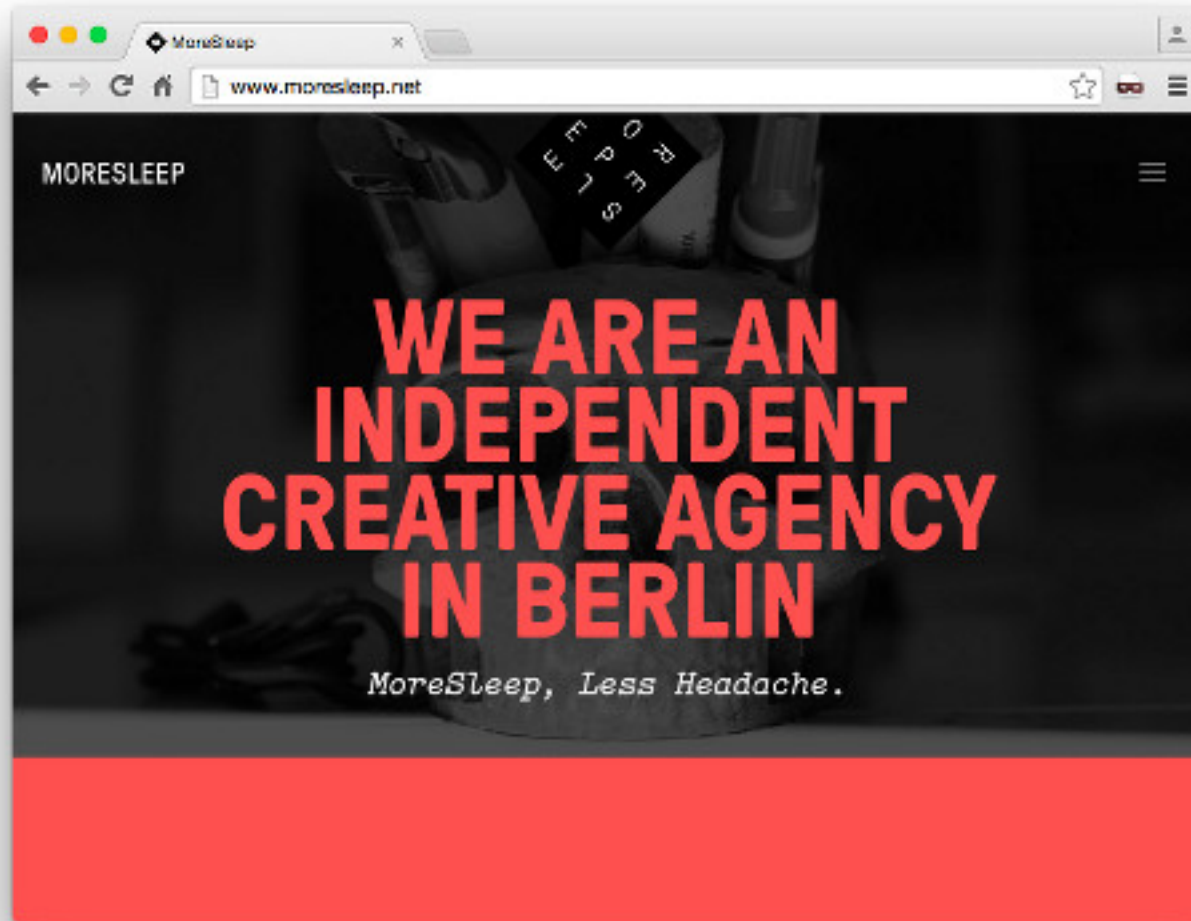 MoreSleep
www.moresleep.net
MORESLEEP
WE ARE AN
INDEPENDENT
CREATIVE AGENCY
IN BERLIN
MoreSleep, Less Headache.